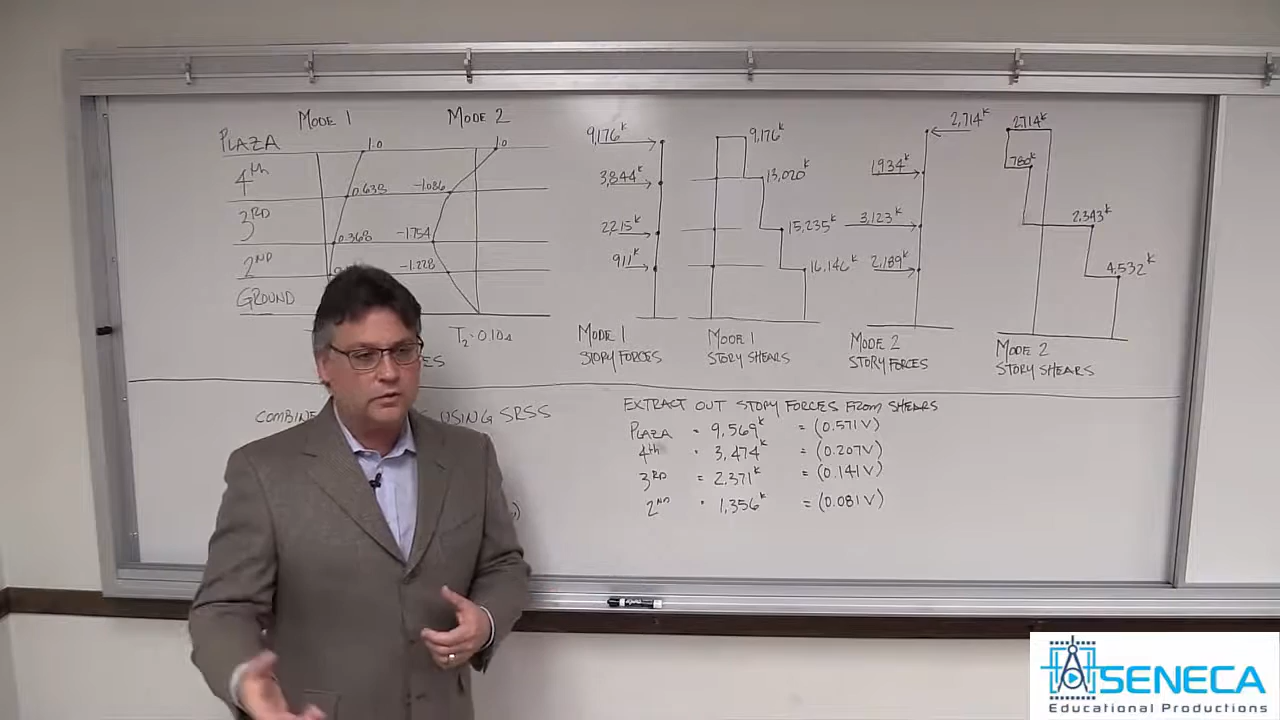 MODE 1
MODE 2
PLAZA
1.0
1.0
4th
0.638
-1.086
3RD
0.368
-1.754
2ND
-1.228
GROUND
T2 = 0.10s
9,176k
3,844k
2,215k
911k
MODE 1
STORY FORCES
9,176k
13,020k
15,235k
16,146k
MODE 1
STORY SHEARS
2,714k
1,934k
3,123k
2,189k
MODE 2
STORY FORCES
2,714k
780k
2,343k
4,532k
MODE 2
STORY SHEARS
COMBINE USING SRSS
EXTRACT OUT STORY FORCES FROM SHEARS
PLAZA = 9,569k = (0.571V)
4th = 3,474k = (0.207V)
3RD = 2,371k = (0.141V)
2ND = 1,356k = (0.081V)
SENECA
Educational Productions